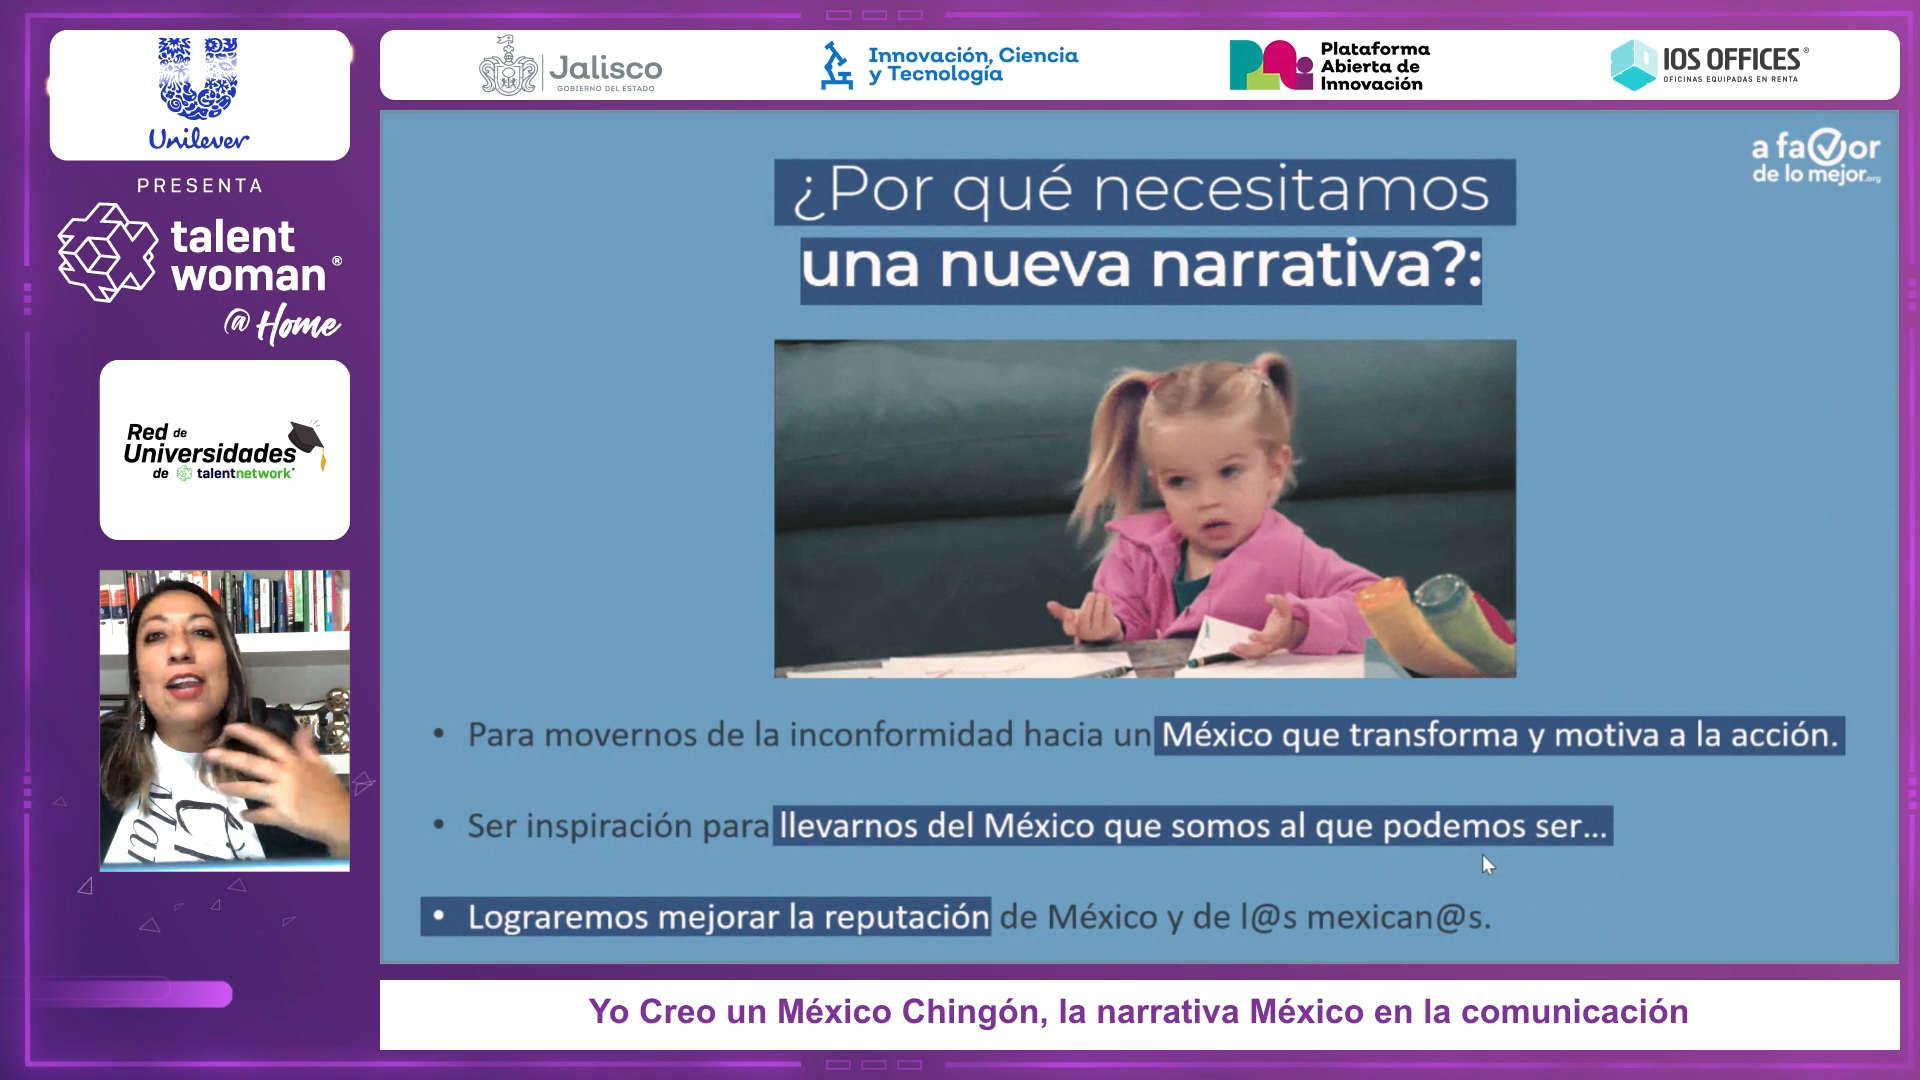 Unilever
PRESENTA
talent
woman®
@Home
Red de
Universidades
de talentnetwork
Jalisco
GOBIERNO DEL ESTADO
Innovación, Ciencia
y Tecnología
Plataforma
Abierta de
Innovación
IOS OFFICES®
OFICINAS EQUIPADAS EN RENTA
a favor
de lo mejor.org
¿Por qué necesitamos
una nueva narrativa?:
• Para movernos de la inconformidad hacia un México que transforma y motiva a la acción.
• Ser inspiración para llevarnos del México que somos al que podemos ser...
• Lograremos mejorar la reputación de México y de l@s mexican@s.
Yo Creo un México Chingón, la narrativa México en la comunicación